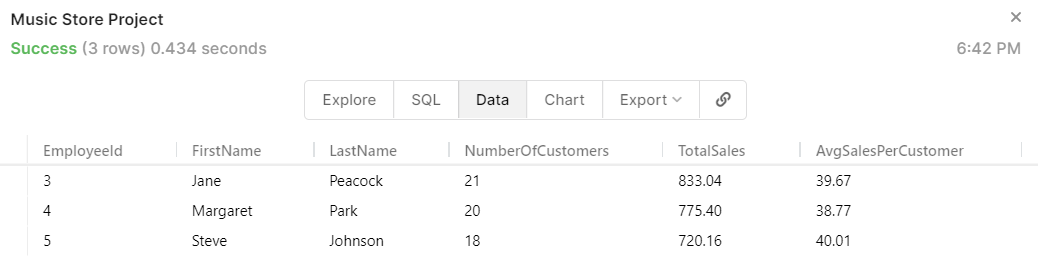 Music Store Project
Success (3 rows) 0.434 seconds 6:42 PM
Explore SQL Data Chart Export
EmployeeId FirstName LastName NumberOfCustomers TotalSales AvgSalesPerCustomer
3 Jane Peacock 21 833.04 39.67
4 Margaret Park 20 775.40 38.77
5 Steve Johnson 18 720.16 40.01